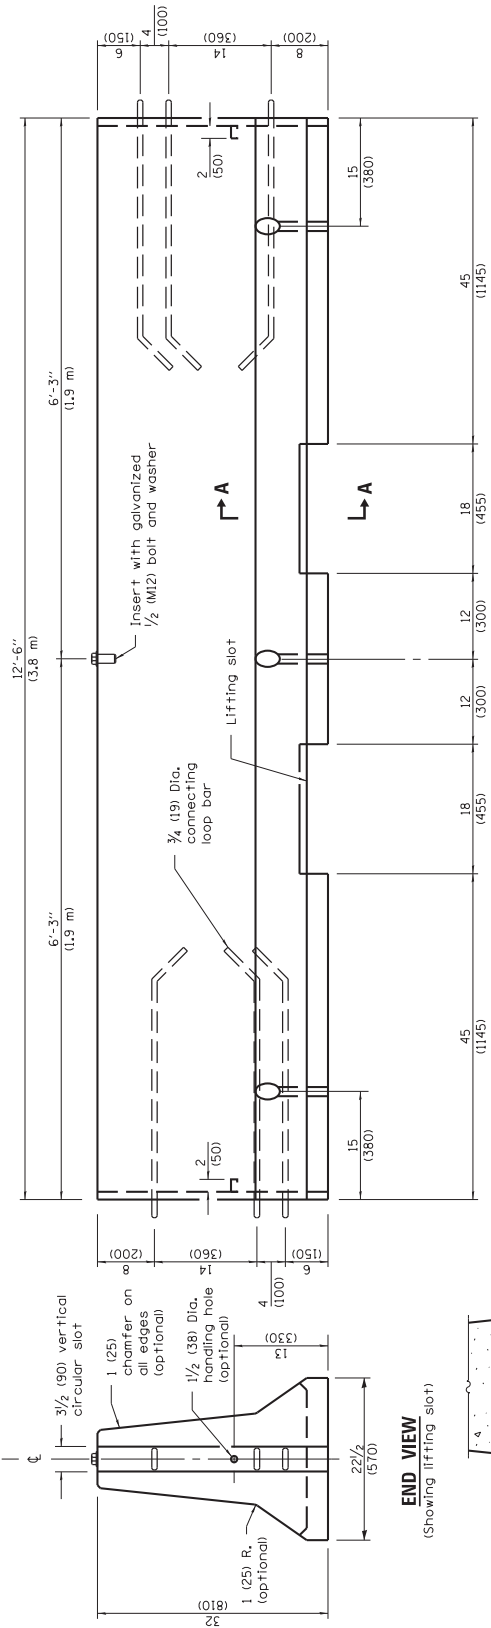 12'-6"
(3.8 m)
6'-3"
(1.9 m)
6'-3"
(1.9 m)
3½ (90) vertical
circular slot
℄
1 (25)
chamfer on
all edges
(optional)
1½ (38) Dia.
handling hole
(optional)
1 (25) R.
(optional)
32
(810)
13
(330)
22½
(570)
END VIEW
(Showing lifting slot)
8
(200)
14
(360)
4
(100)
6
(150)
2
(50)
¾ (19) Dia.
connecting
loop bar
Lifting slot
Insert with galvanized
½ (M12) bolt and washer
A
A
2
(50)
6
(150)
4
(100)
14
(360)
8
(200)
15
(380)
15
(380)
45
(1145)
18
(455)
12
(300)
12
(300)
18
(455)
45
(1145)